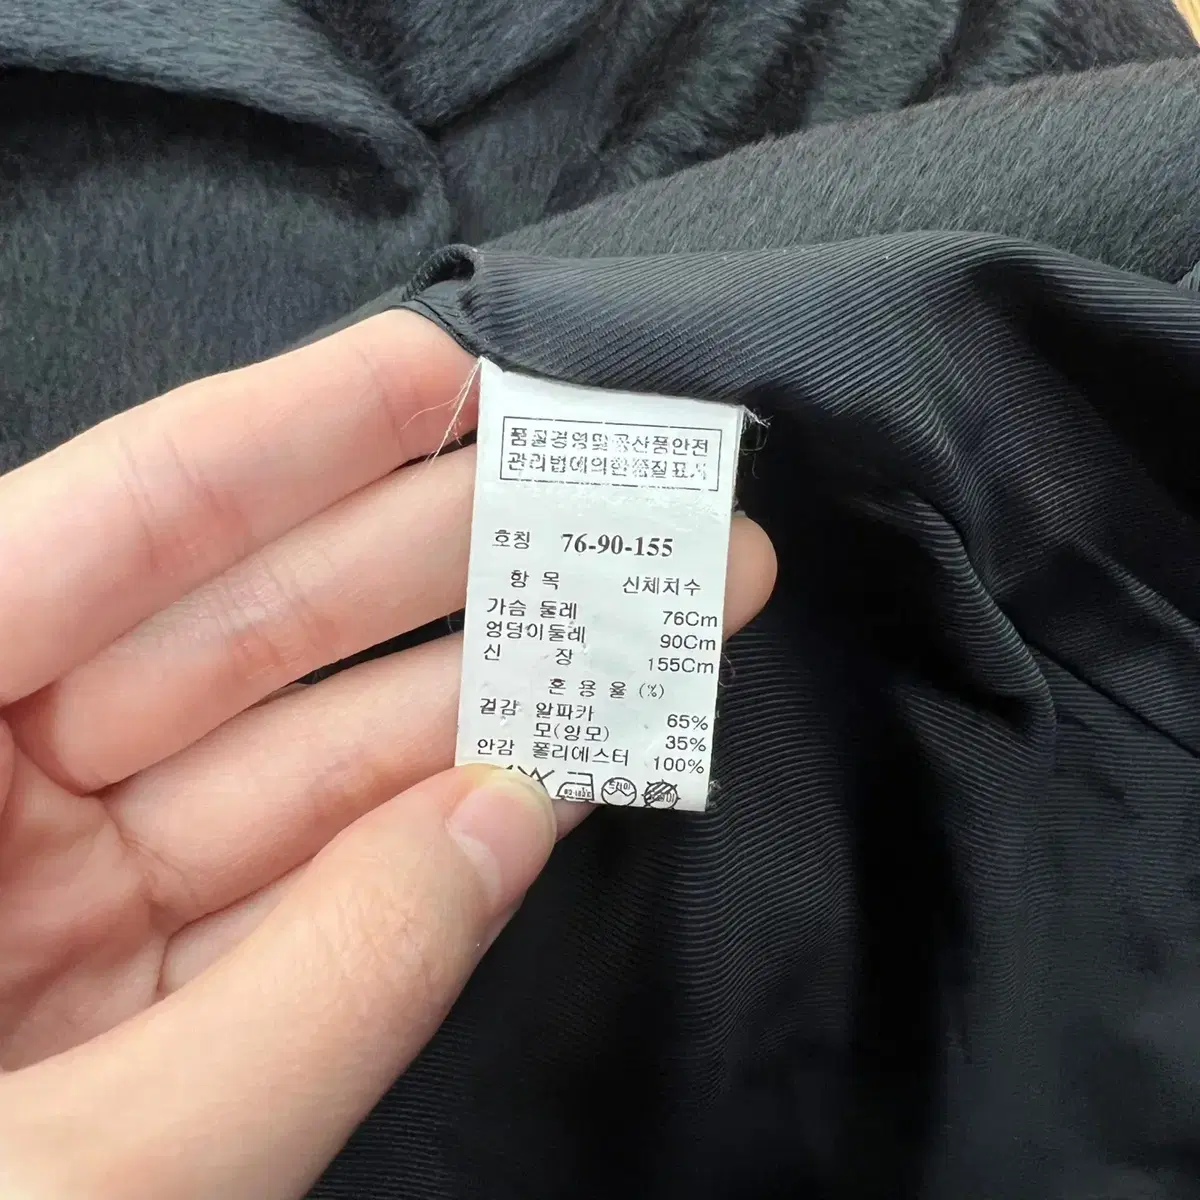 품질경영및공산품안전
관리법에의한품질표시
호칭 76-90-155
항 목 신체치수
가슴 둘레 76Cm
엉덩이둘레 90Cm
신 장 155Cm
혼 용 율 (%)
겉감 알파카 65%
모(양모) 35%
안감 폴리에스터 100%